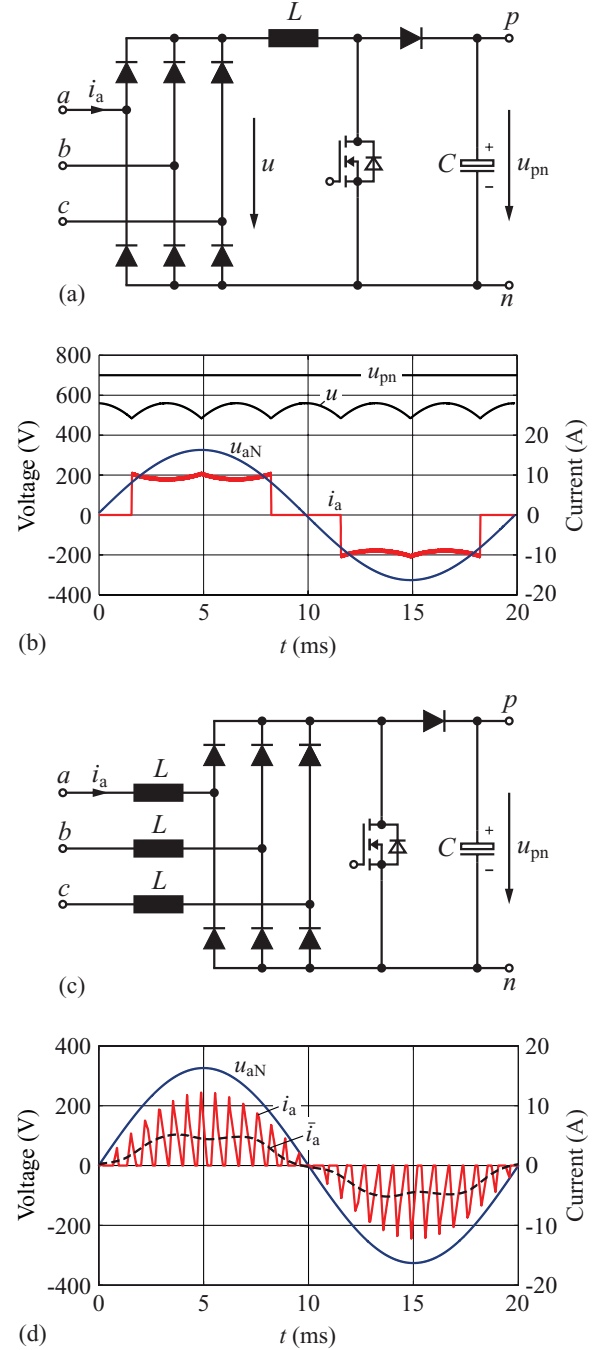 L
p
a
iₐ
b
u
C
+
−
u_pn
c
n
(a)
800
600
400
200
0
-200
-400
Voltage (V)
u_pn
u
u_aN
i_a
20
10
0
-10
-20
Current (A)
0
5
10
15
20
t (ms)
(b)
p
a
i_a
L
b
L
c
L
C
+
−
u_pn
n
(c)
400
200
0
-200
-400
Voltage (V)
u_aN
i_a
i̅_a
20
10
0
-10
-20
Current (A)
0
5
10
15
20
t (ms)
(d)